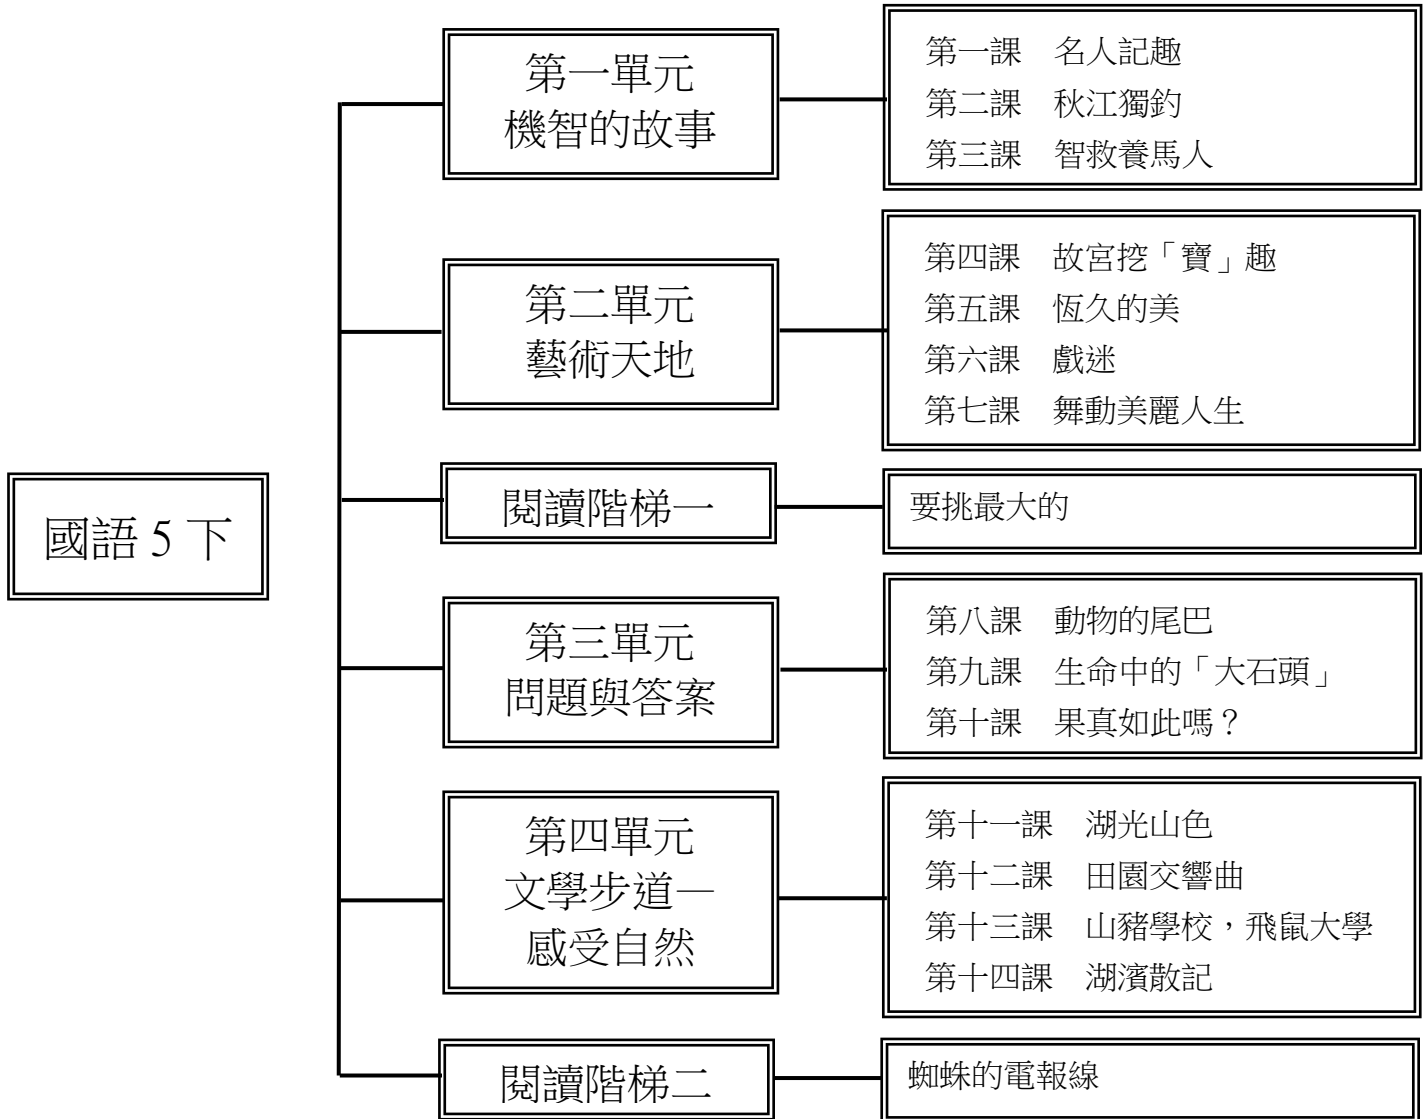 國語 5 下
第一單元
機智的故事
第一課　名人記趣
第二課　秋江獨釣
第三課　智救養馬人
第二單元
藝術天地
第四課　故宮挖「寶」趣
第五課　恆久的美
第六課　戲迷
第七課　舞動美麗人生
閱讀階梯一
要挑最大的
第三單元
問題與答案
第八課　動物的尾巴
第九課　生命中的「大石頭」
第十課　果真如此嗎？
第四單元
文學步道—
感受自然
第十一課　湖光山色
第十二課　田園交響曲
第十三課　山豬學校，飛鼠大學
第十四課　湖濱散記
閱讀階梯二
蜘蛛的電報線